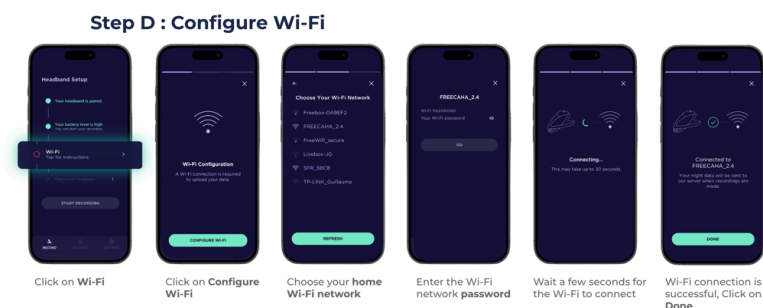 Step D : Configure Wi-Fi
Headband Setup
Your headband is paired
Your battery level is high
You can start your recording
Wi-Fi
Tap for instructions
START RECORDING
RECORD
Wi-Fi Configuration
A Wi-Fi connection is required
to upload your data.
CONFIGURE WI-FI
Choose Your Wi-Fi Network
Freebox-0A9EF2
FREECAHA_2.4
FreeWifi_secure
Livebox-JG
SFR_5BC8
TP-LINK_Guillaume
REFRESH
FREECAHA_2.4
WI-FI PASSWORD
Your Wi-Fi password
GO
Connecting...
This may take up to 30 seconds.
Connected to
FREECAHA_2.4
Your night data will be sent to
our server when recordings are
made.
DONE
Click on Wi-Fi
Click on Configure
Wi-Fi
Choose your home
Wi-Fi network
Enter the Wi-Fi
network password
Wait a few seconds for
the Wi-Fi to connect
Wi-Fi connection is
successful, Click on
Done